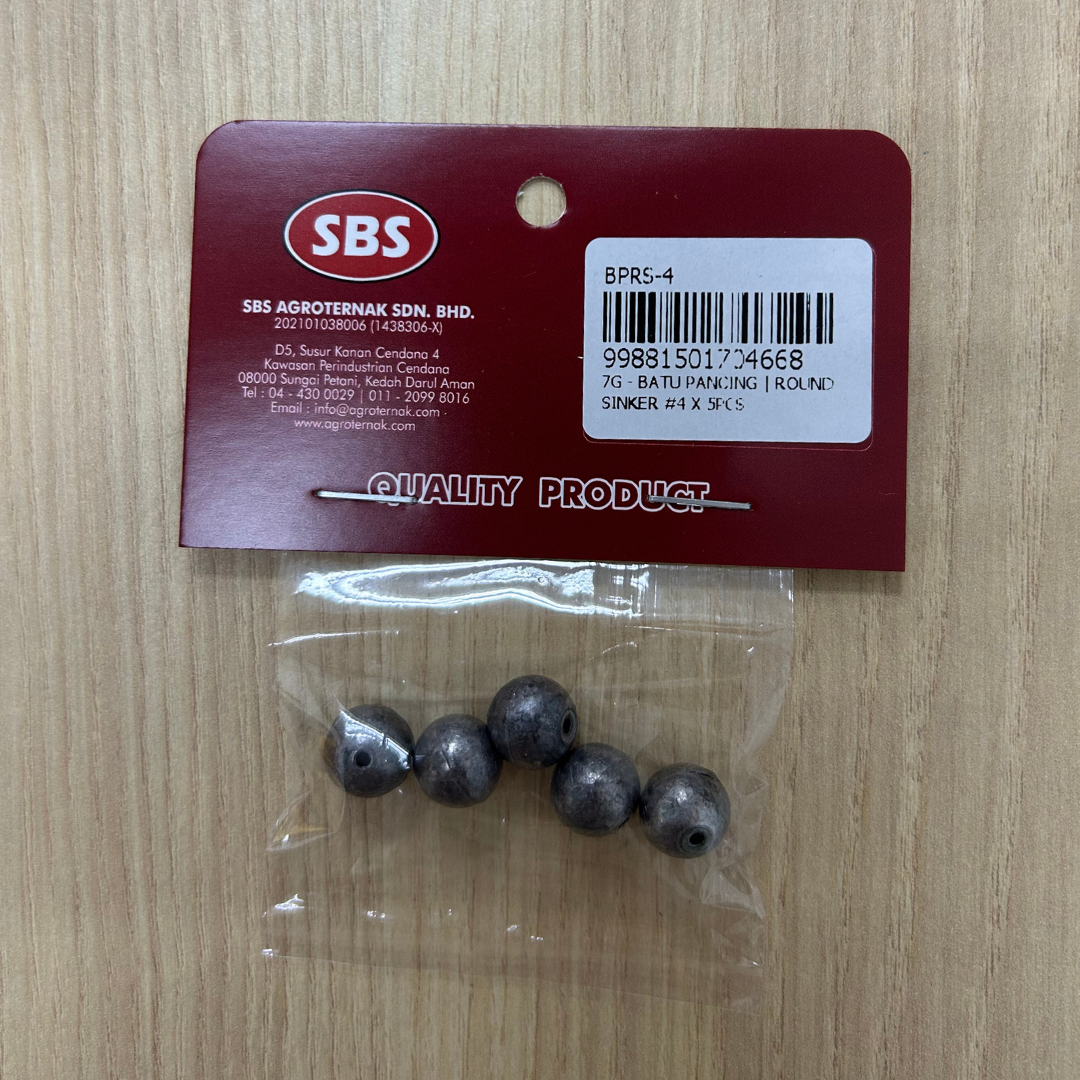 SBS
SBS AGROTERNAK SDN. BHD.
202101038006 (1438306-X)
D5, Susur Kanan Cendana 4
Kawasan Perindustrian Cendana
08000 Sungai Petani, Kedah Darul Aman
Tel : 04 - 430 0029 | 011 - 2099 8016
Email : info@agroternak.com
www.agroternak.com
BPRS-4
99881501704668
7G - BATU PANCING | ROUND
SINKER #4 X 5PCS
QUALITY PRODUCT